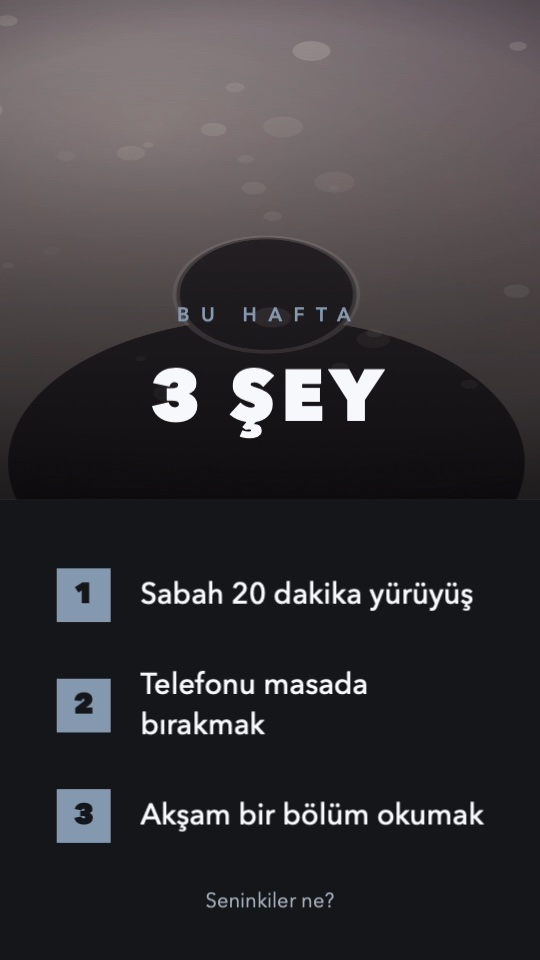 BU HAFTA
3 ŞEY
1 Sabah 20 dakika yürüyüş
2 Telefonu masada
bırakmak
3 Akşam bir bölüm okumak
Seninkiler ne?